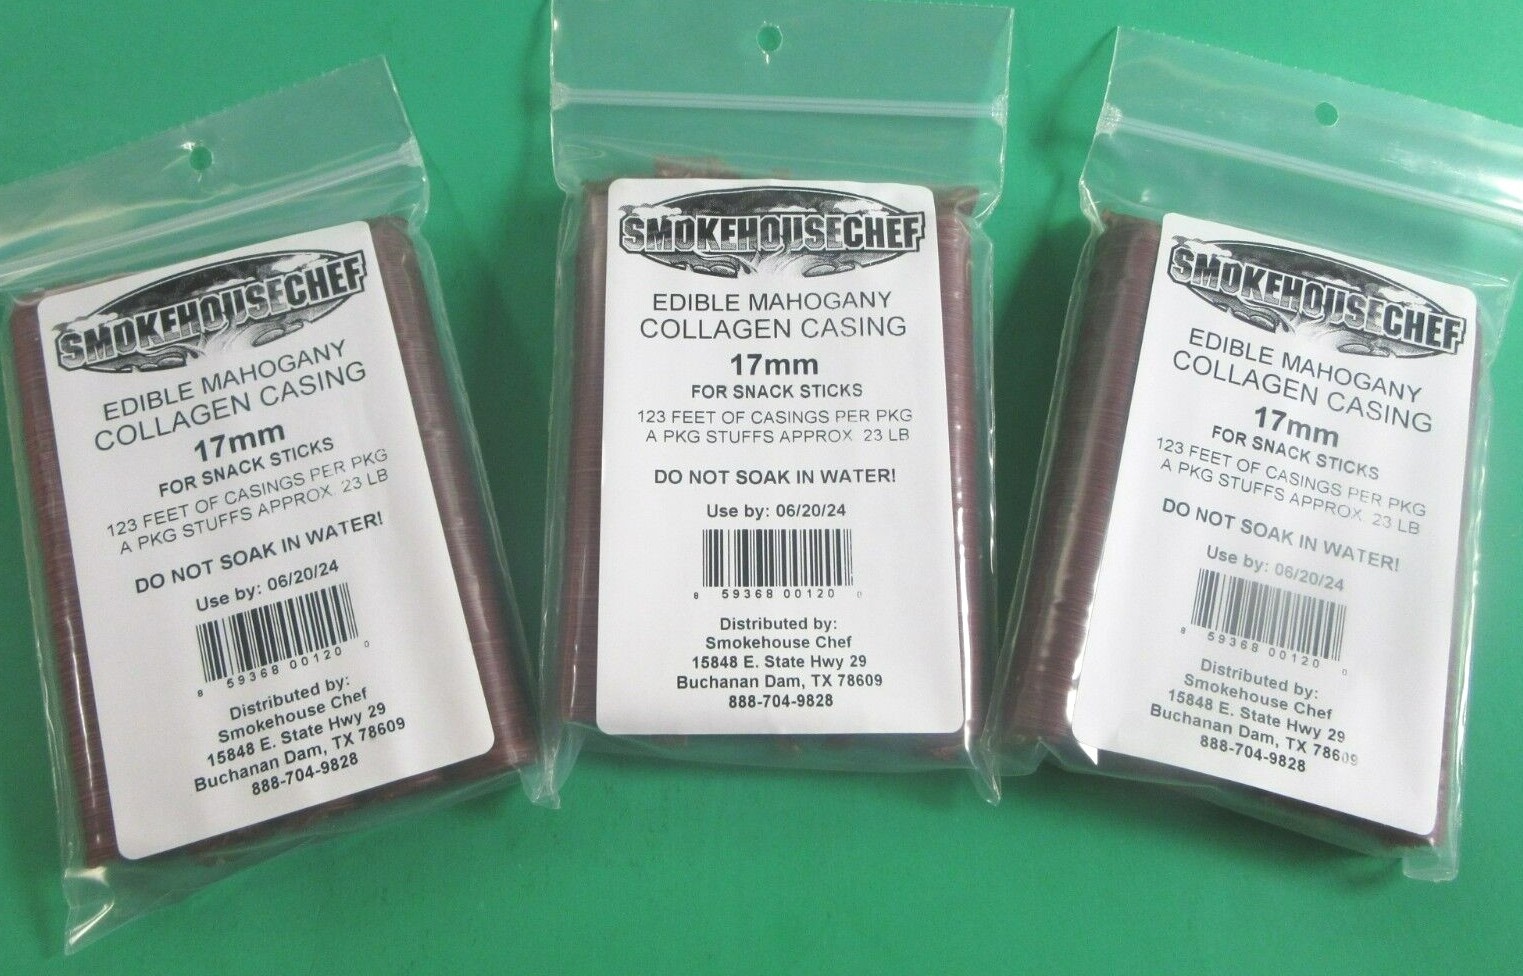 SMOKEHOUSECHEF
EDIBLE MAHOGANY
COLLAGEN CASING
17mm
FOR SNACK STICKS
123 FEET OF CASINGS PER PKG
A PKG STUFFS APPROX. 23 LB
DO NOT SOAK IN WATER!
Use by: 06/20/24
8 59368 00120 0
Distributed by:
Smokehouse Chef
15848 E. State Hwy 29
Buchanan Dam, TX 78609
888-704-9828
SMOKEHOUSECHEF
EDIBLE MAHOGANY
COLLAGEN CASING
17mm
FOR SNACK STICKS
123 FEET OF CASINGS PER PKG
A PKG STUFFS APPROX. 23 LB
DO NOT SOAK IN WATER!
Use by: 06/20/24
8 59368 00120 0
Distributed by:
Smokehouse Chef
15848 E. State Hwy 29
Buchanan Dam, TX 78609
888-704-9828
SMOKEHOUSECHEF
EDIBLE MAHOGANY
COLLAGEN CASING
17mm
FOR SNACK STICKS
123 FEET OF CASINGS PER PKG
A PKG STUFFS APPROX. 23 LB
DO NOT SOAK IN WATER!
Use by: 06/20/24
8 59368 00120 0
Distributed by:
Smokehouse Chef
15848 E. State Hwy 29
Buchanan Dam, TX 78609
888-704-9828